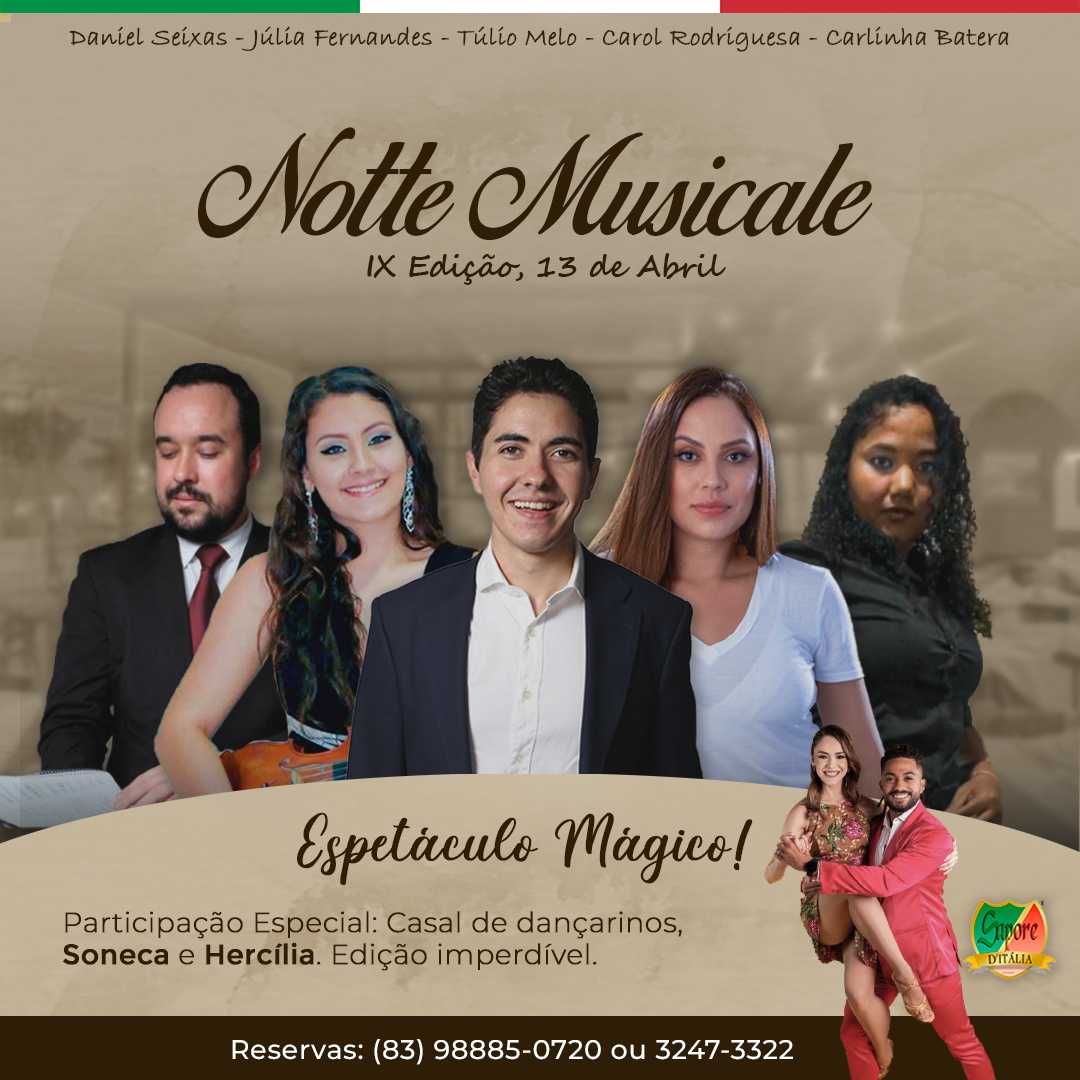 Daniel Seixas - Júlia Fernandes - Túlio Melo - Carol Rodriguesa - Carlinha Batera
Notte Musicale
IX Edição, 13 de Abril
Espetáculo Mágico!
Participação Especial: Casal de dançarinos,
Soneca e Hercília. Edição imperdível.
Sapore
D'ITÁLIA
Reservas: (83) 98885-0720 ou 3247-3322